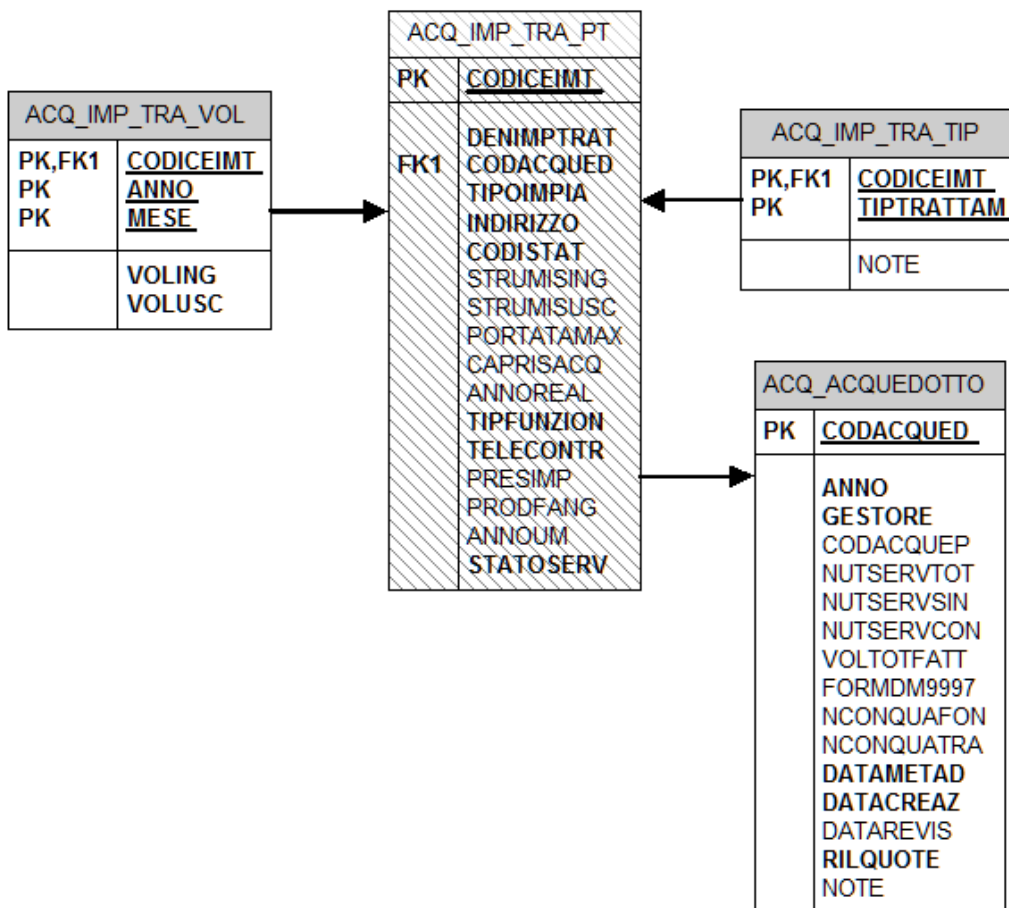 ACQ_IMP_TRA_PT
PK CODICEIMT
DENIMPTRAT
FK1 CODACQUED
TIPOIMPIA
INDIRIZZO
CODISTAT
STRUMISING
STRUMISUSC
PORTATAMAX
CAPRISACQ
ANNOREAL
TIPFUNZION
TELECONTR
PRESIMP
PRODFANG
ANNOUM
STATOSERV
ACQ_IMP_TRA_VOL
PK,FK1 CODICEIMT
PK ANNO
PK MESE
VOLING
VOLUSC
ACQ_IMP_TRA_TIP
PK,FK1 CODICEIMT
PK TIPTRATTAM
NOTE
ACQ_ACQUEDOTTO
PK CODACQUED
ANNO
GESTORE
CODACQUEP
NUTSERVTOT
NUTSERVSIN
NUTSERVCON
VOLTOTFATT
FORMDM9997
NCONQUAFON
NCONQUATRA
DATAMETAD
DATACREAZ
DATAREVIS
RILQUOTE
NOTE